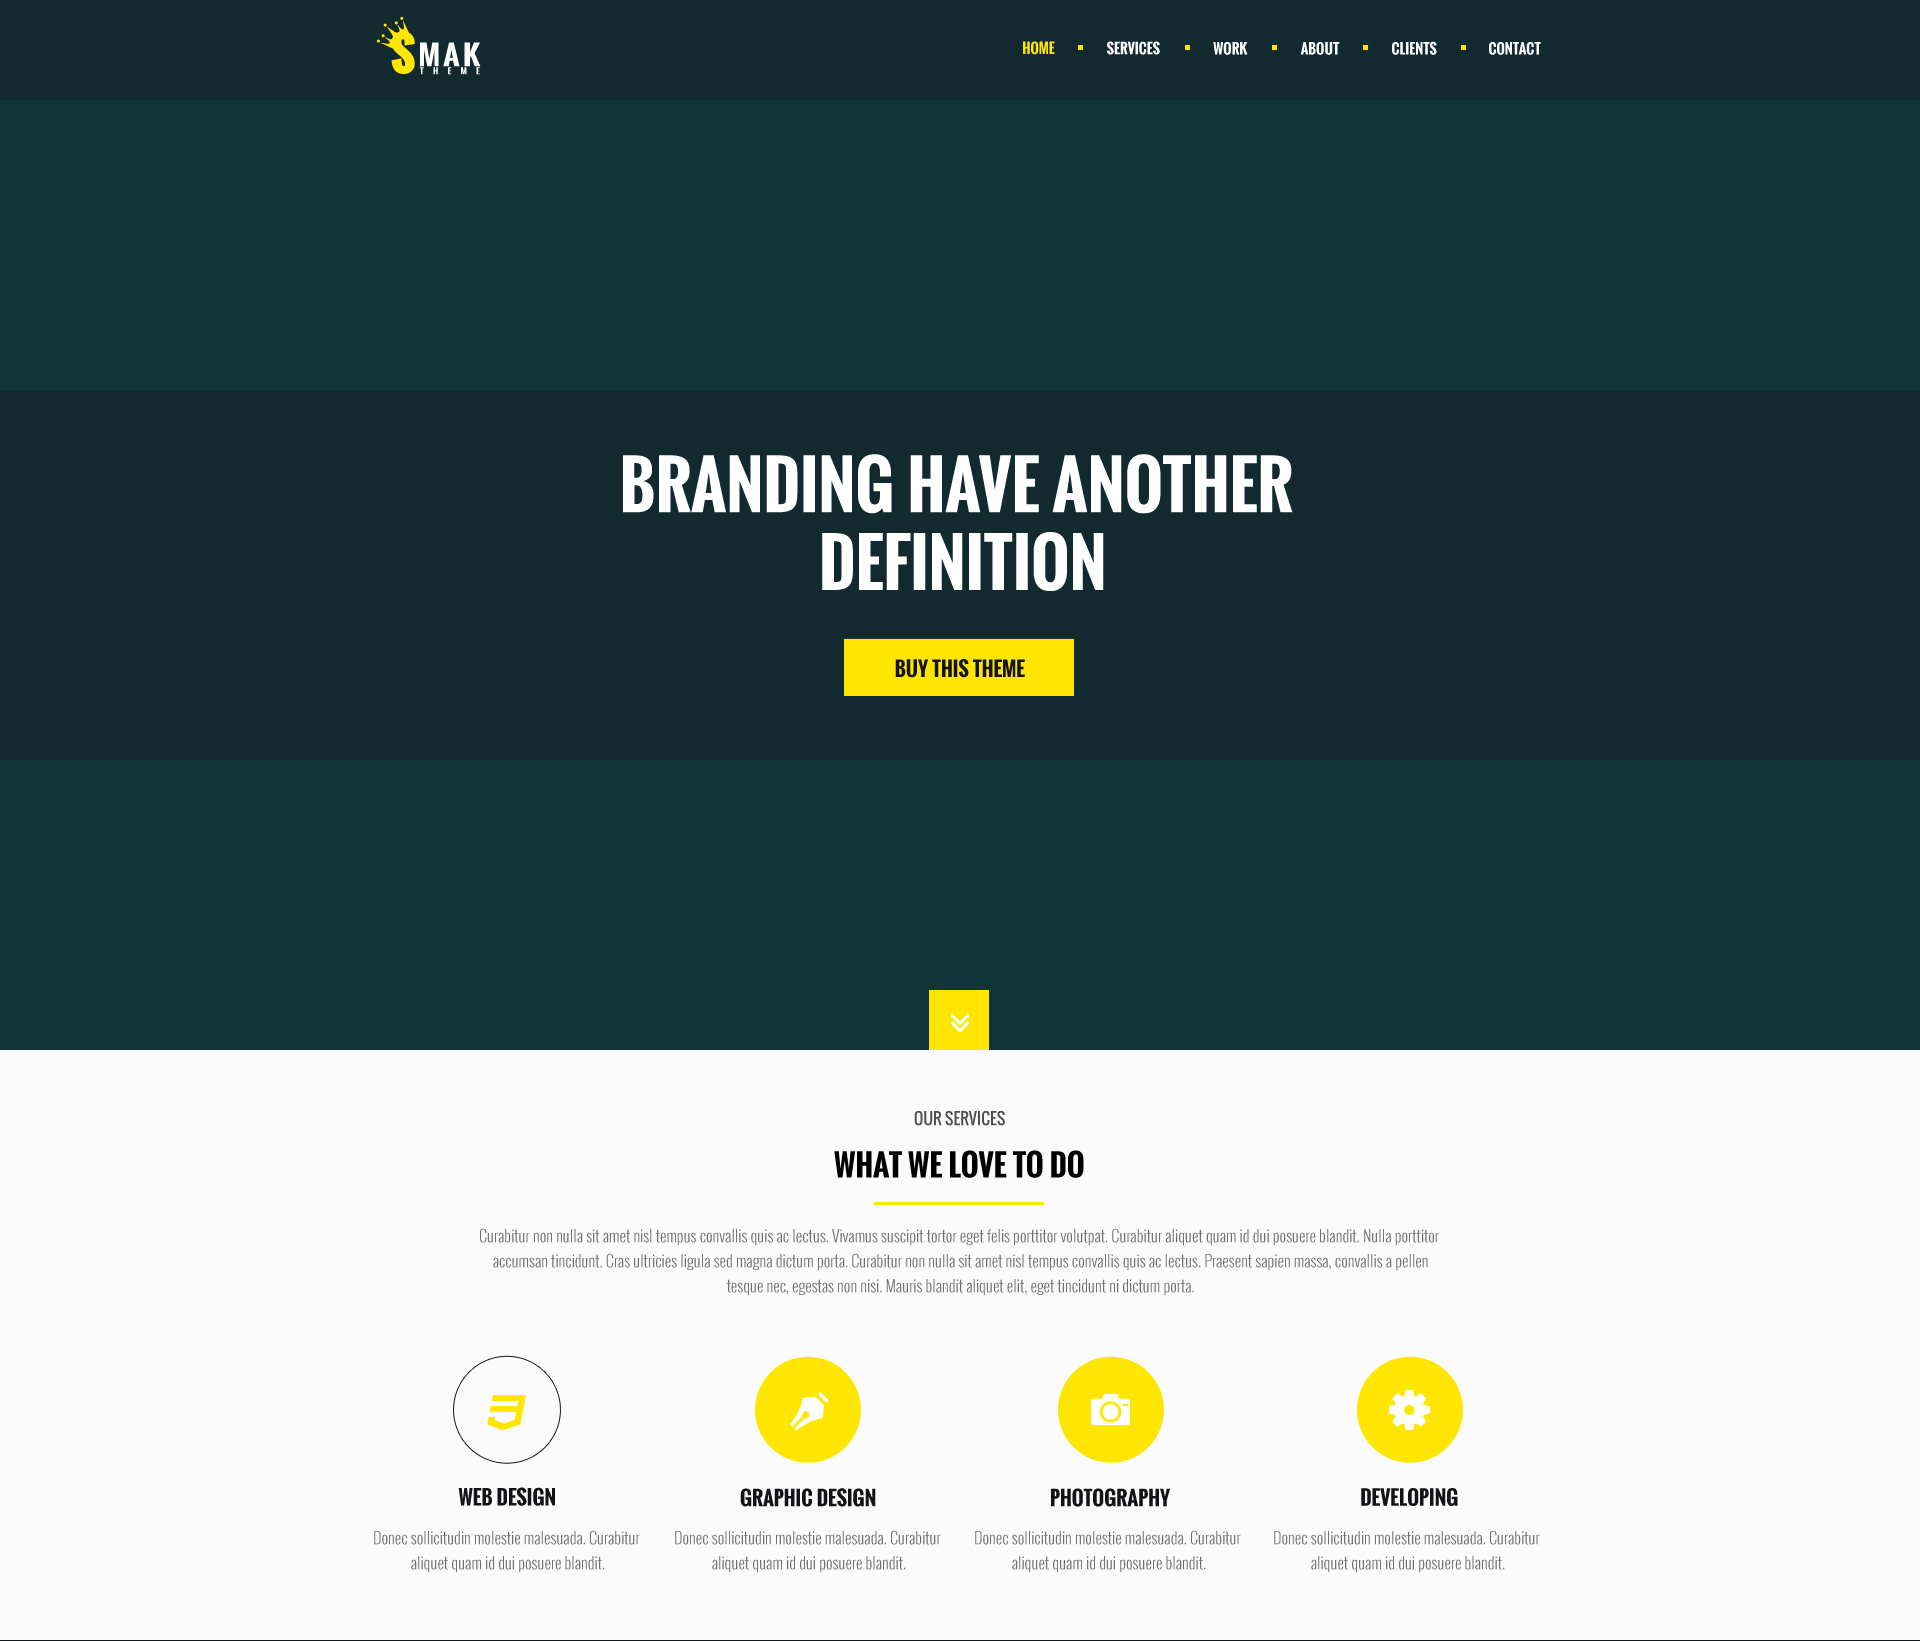 SMAK
THEME
HOME SERVICES WORK ABOUT CLIENTS CONTACT
BRANDING HAVE ANOTHER
DEFINITION
BUY THIS THEME
OUR SERVICES
WHAT WE LOVE TO DO
Curabitur non nulla sit amet nisl tempus convallis quis ac lectus. Vivamus suscipit tortor eget felis porttitor volutpat. Curabitur aliquet quam id dui posuere blandit. Nulla porttitor
accumsan tincidunt. Cras ultricies ligula sed magna dictum porta. Curabitur non nulla sit amet nisl tempus convallis quis ac lectus. Praesent sapien massa, convallis a pellen
tesque nec, egestas non nisi. Mauris blandit aliquet elit, eget tincidunt ni dictum porta.
WEB DESIGN
Donec sollicitudin molestie malesuada. Curabitur
aliquet quam id dui posuere blandit.
GRAPHIC DESIGN
Donec sollicitudin molestie malesuada. Curabitur
aliquet quam id dui posuere blandit.
PHOTOGRAPHY
Donec sollicitudin molestie malesuada. Curabitur
aliquet quam id dui posuere blandit.
DEVELOPING
Donec sollicitudin molestie malesuada. Curabitur
aliquet quam id dui posuere blandit.